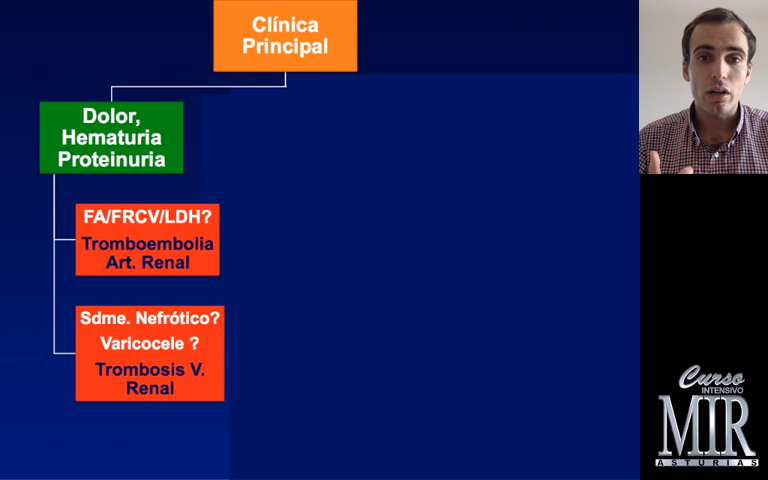 Clínica
Principal
Dolor,
Hematuria
Proteinuria
FA/FRCV/LDH?
Tromboembolia
Art. Renal
Sdme. Nefrótico?
Varicocele ?
Trombosis V.
Renal
Curso
INTENSIVO
MIR
ASTURIAS